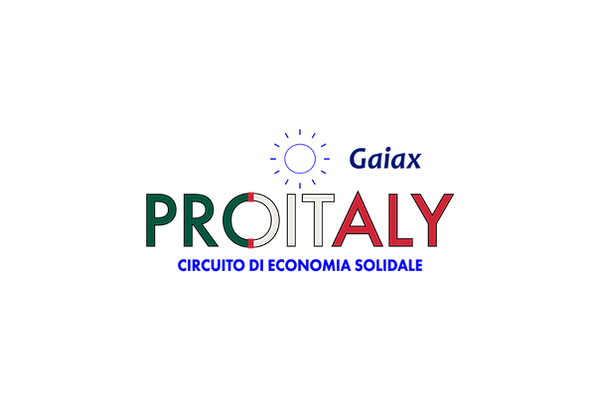 Gaiax
PROITALY
CIRCUITO DI ECONOMIA SOLIDALE